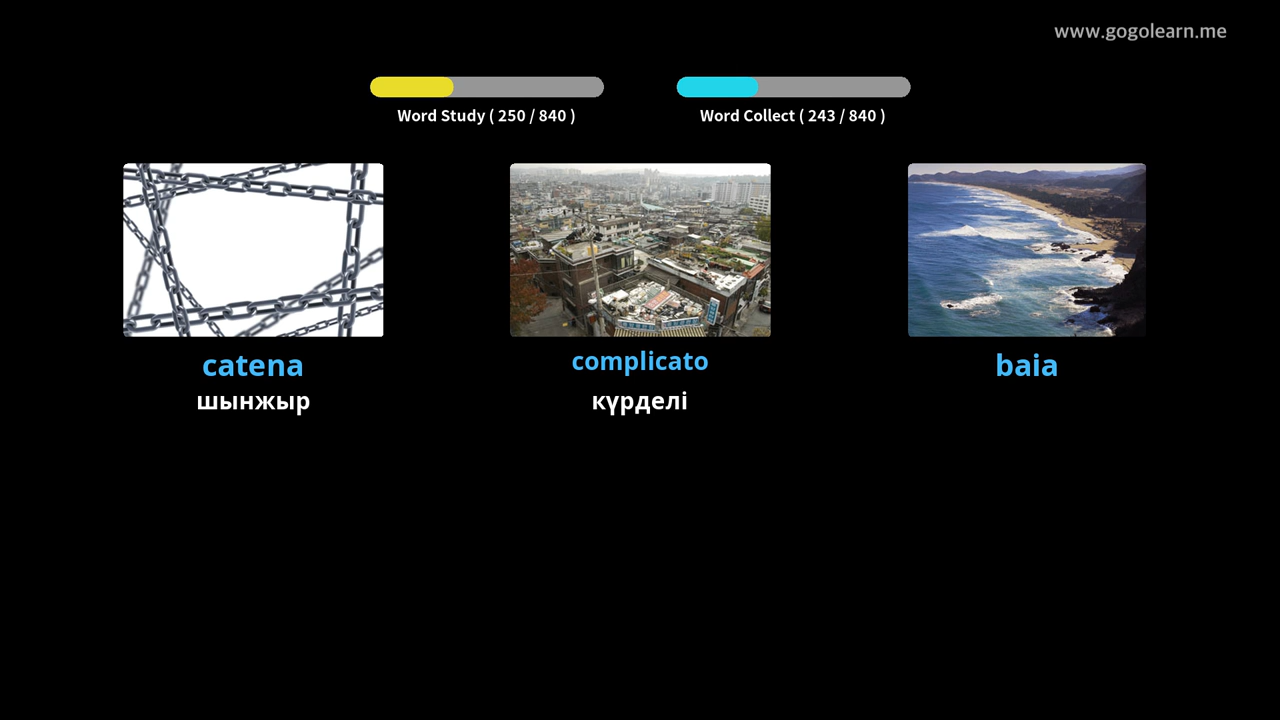 www.gogolearn.me
Word Study ( 250 / 840 )
Word Collect ( 243 / 840 )
catena
шынжыр
complicato
күрделі
baia